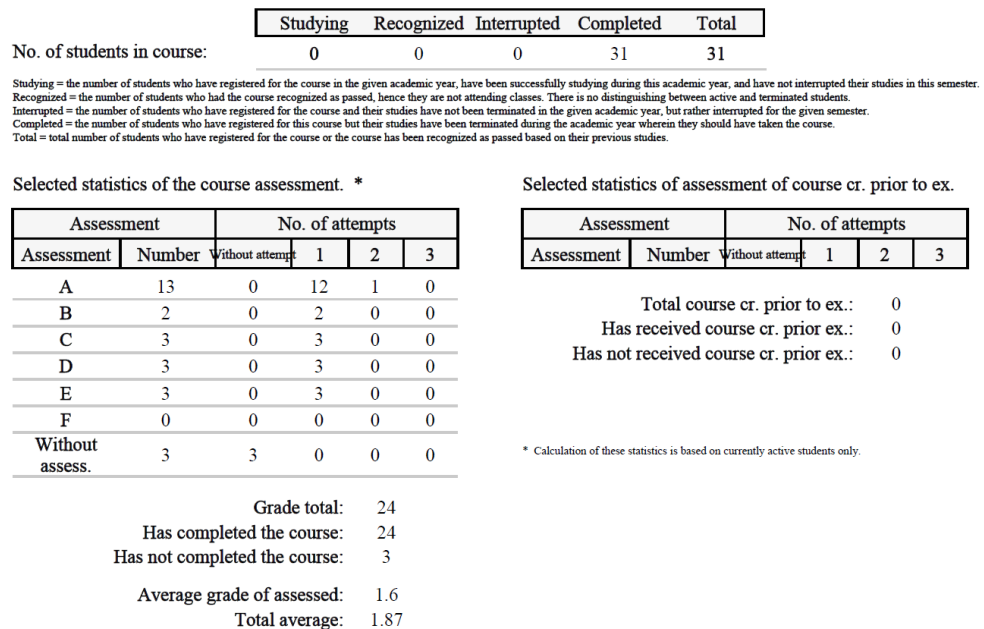 Studying Recognized Interrupted Completed Total
No. of students in course: 0 0 0 31 31
Studying = the number of students who have registered for the course in the given academic year, have been successfully studying during this academic year, and have not interrupted their studies in this semester.
Recognized = the number of students who had the course recognized as passed, hence they are not attending classes. There is no distinguishing between active and terminated students.
Interrupted = the number of students who have registered for the course and their studies have not been terminated in the given academic year, but rather interrupted for the given semester.
Completed = the number of students who have registered for this course but their studies have been terminated during the academic year wherein they should have taken the course.
Total = total number of students who have registered for the course or the course has been recognized as passed based on their previous studies.
Selected statistics of the course assessment. *
Assessment No. of attempts
Assessment Number Without attempt 1 2 3
A 13 0 12 1 0
B 2 0 2 0 0
C 3 0 3 0 0
D 3 0 3 0 0
E 3 0 3 0 0
F 0 0 0 0 0
Without
assess. 3 3 0 0 0
Grade total: 24
Has completed the course: 24
Has not completed the course: 3
Average grade of assessed: 1.6
Total average: 1.87
Selected statistics of assessment of course cr. prior to ex.
Assessment No. of attempts
Assessment Number Without attempt 1 2 3
Total course cr. prior to ex.: 0
Has received course cr. prior ex.: 0
Has not received course cr. prior ex.: 0
* Calculation of these statistics is based on currently active students only.